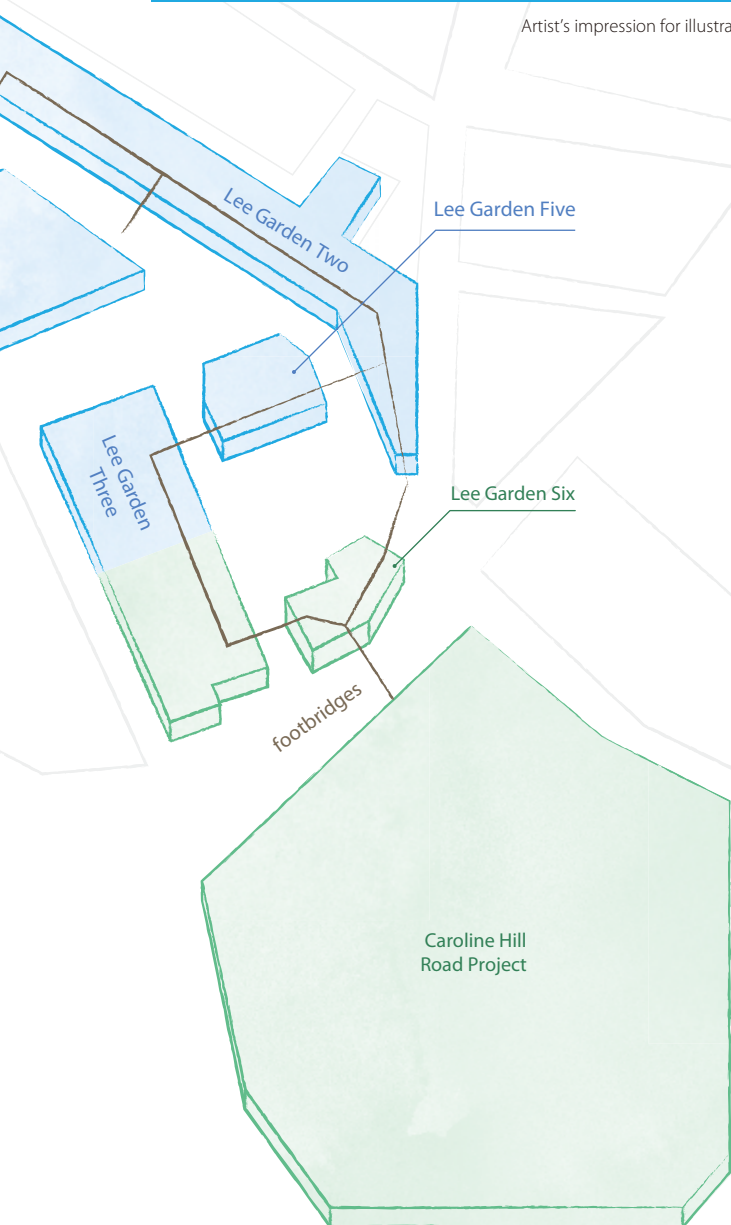 Artist's impression for illustra
Lee Garden Two
Lee Garden Five
Lee Garden
Three
Lee Garden Six
footbridges
Caroline Hill
Road Project